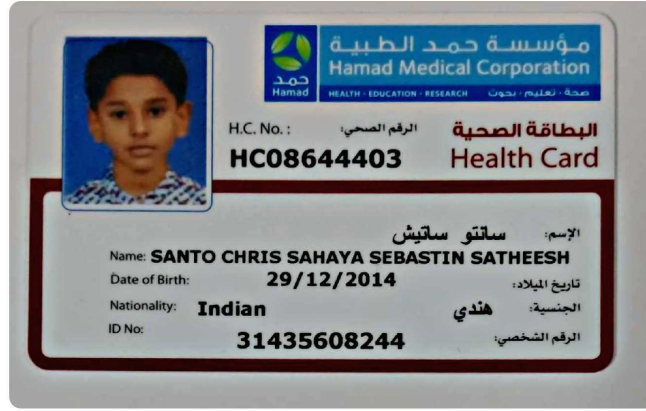 مؤسسة حمد الطبية
Hamad Medical Corporation
حمد
Hamad
HEALTH · EDUCATION · RESEARCH صحة · تعليم · بحوث
H.C. No. : الرقم الصحي:
HC08644403
البطاقة الصحية
Health Card
الإسم: سانتو ساتيش
Name: SANTO CHRIS SAHAYA SEBASTIN SATHEESH
Date of Birth: 29/12/2014 تاريخ الميلاد:
Nationality: Indian هندي الجنسية:
ID No: 31435608244 الرقم الشخصي: